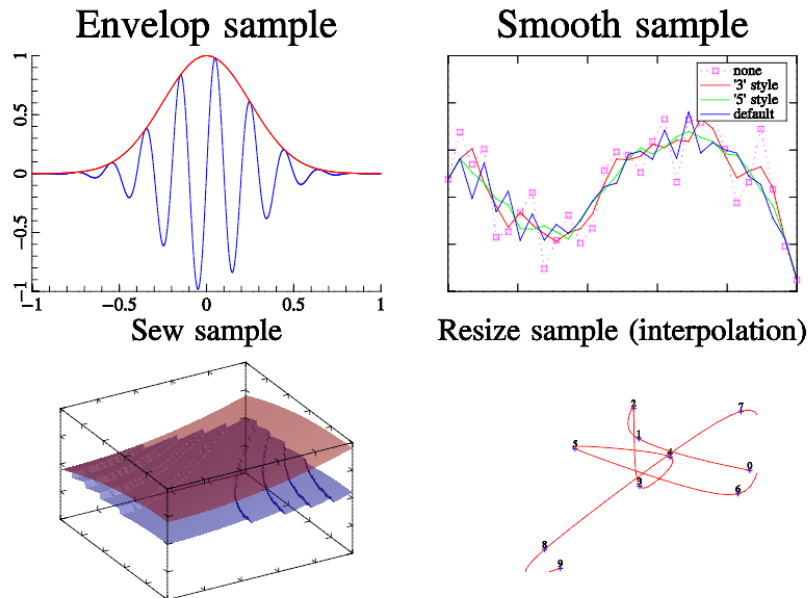 Envelop sample
Smooth sample
1
0.5
0
−0.5
−1
−1
−0.5
0
0.5
1
none
'3' style
'5' style
default
Sew sample
Resize sample (interpolation)
2
7
1
5
4
0
3
6
8
9